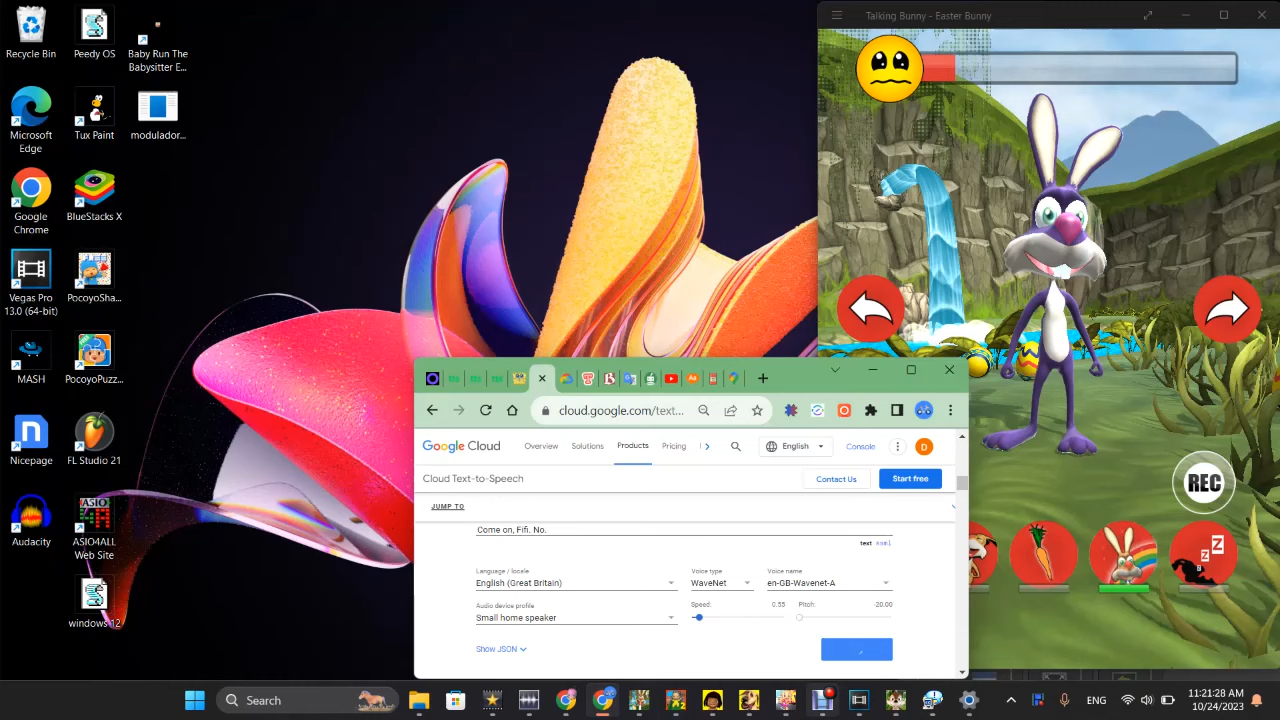 Recycle Bin
Peedy OS
Baby Run The
Babysitter E...
Microsoft
Edge
Tux Paint
modulador...
Google
Chrome
BlueStacks X
Vegas Pro
13.0 (64-bit)
PocoyoSha...
MASH
PocoyoPuzz...
Nicepage
FL Studio 21
Audacity
ASIO4ALL
Web Site
windows 12
Talking Bunny - Easter Bunny
REC
Z
Z
cloud.google.com/text...
Google Cloud
Overview
Solutions
Products
Pricing
English
Console
D
Cloud Text-to-Speech
Contact Us
Start free
JUMP TO
Come on, Fifi. No.
text ssml
Language / locale
Voice type
Voice name
English (Great Britain)
WaveNet
en-GB-Wavenet-A
Audio device profile
Speed:
0.55
Pitch:
-20.00
Small home speaker
Show JSON
Search
ENG
11:21:28 AM
10/24/2023